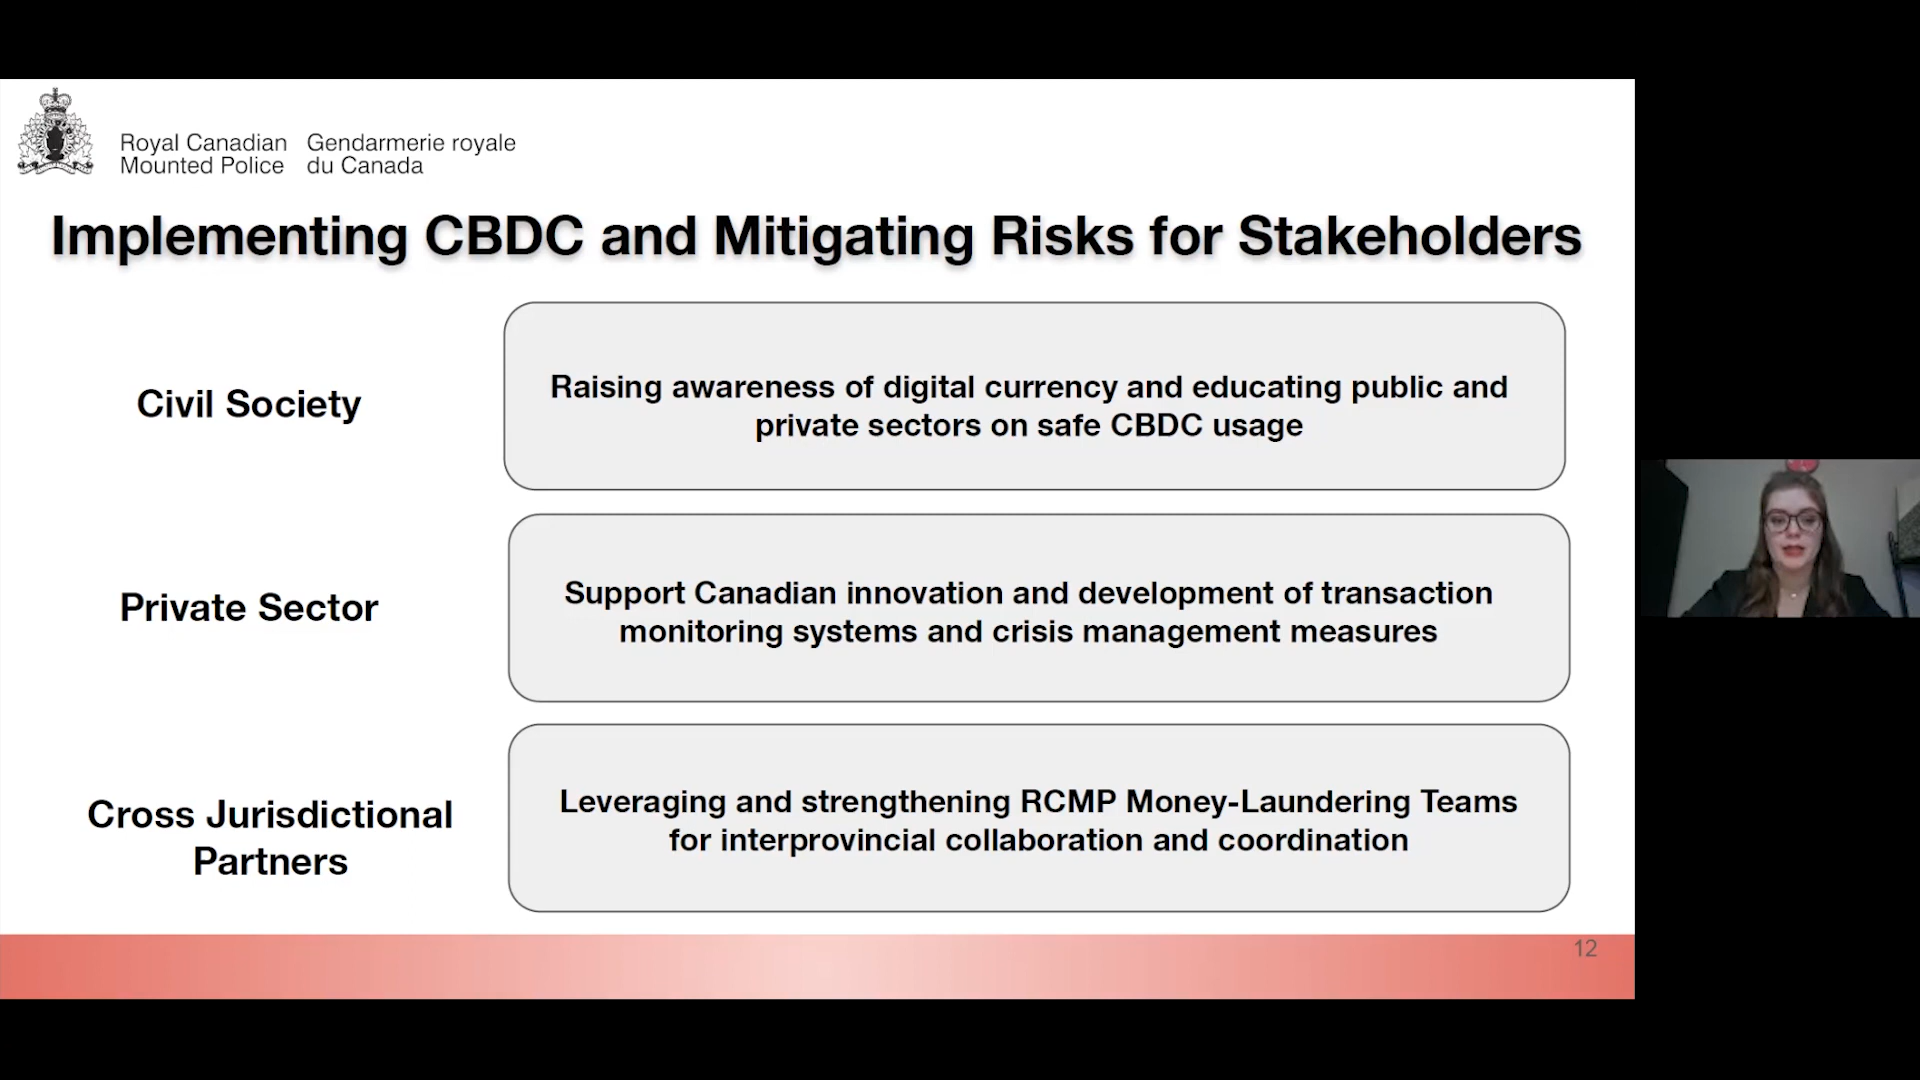 Royal Canadian Gendarmerie royale
Mounted Police du Canada
Implementing CBDC and Mitigating Risks for Stakeholders
Civil Society
Raising awareness of digital currency and educating public and
private sectors on safe CBDC usage
Private Sector
Support Canadian innovation and development of transaction
monitoring systems and crisis management measures
Cross Jurisdictional
Partners
Leveraging and strengthening RCMP Money-Laundering Teams
for interprovincial collaboration and coordination
12